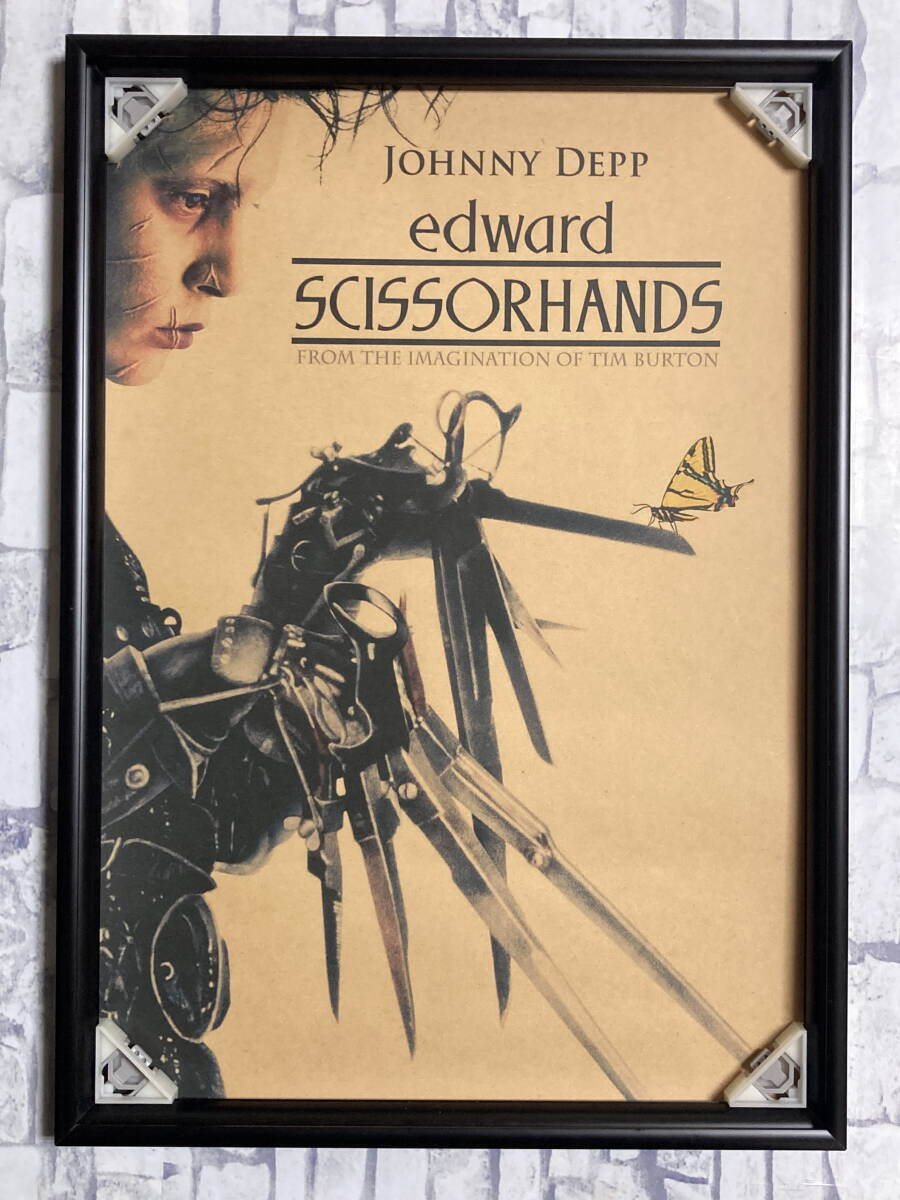 JOHNNY DEPP
edward
SCISSORHANDS
FROM THE IMAGINATION OF TIM BURTON